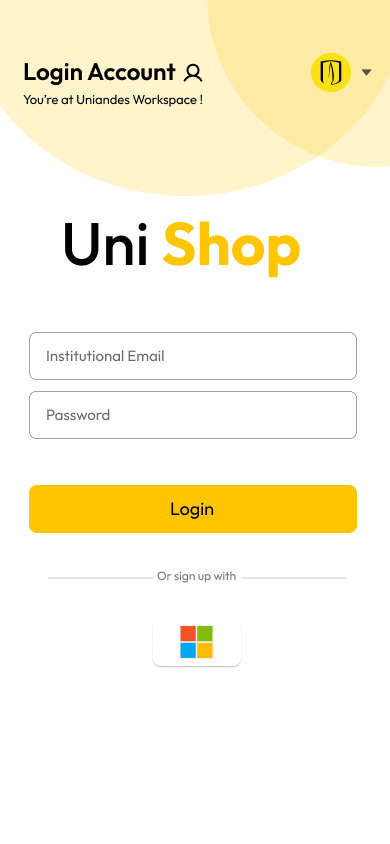 Login Account
You're at Uniandes Workspace !
Uni Shop
Institutional Email
Password
Login
Or sign up with